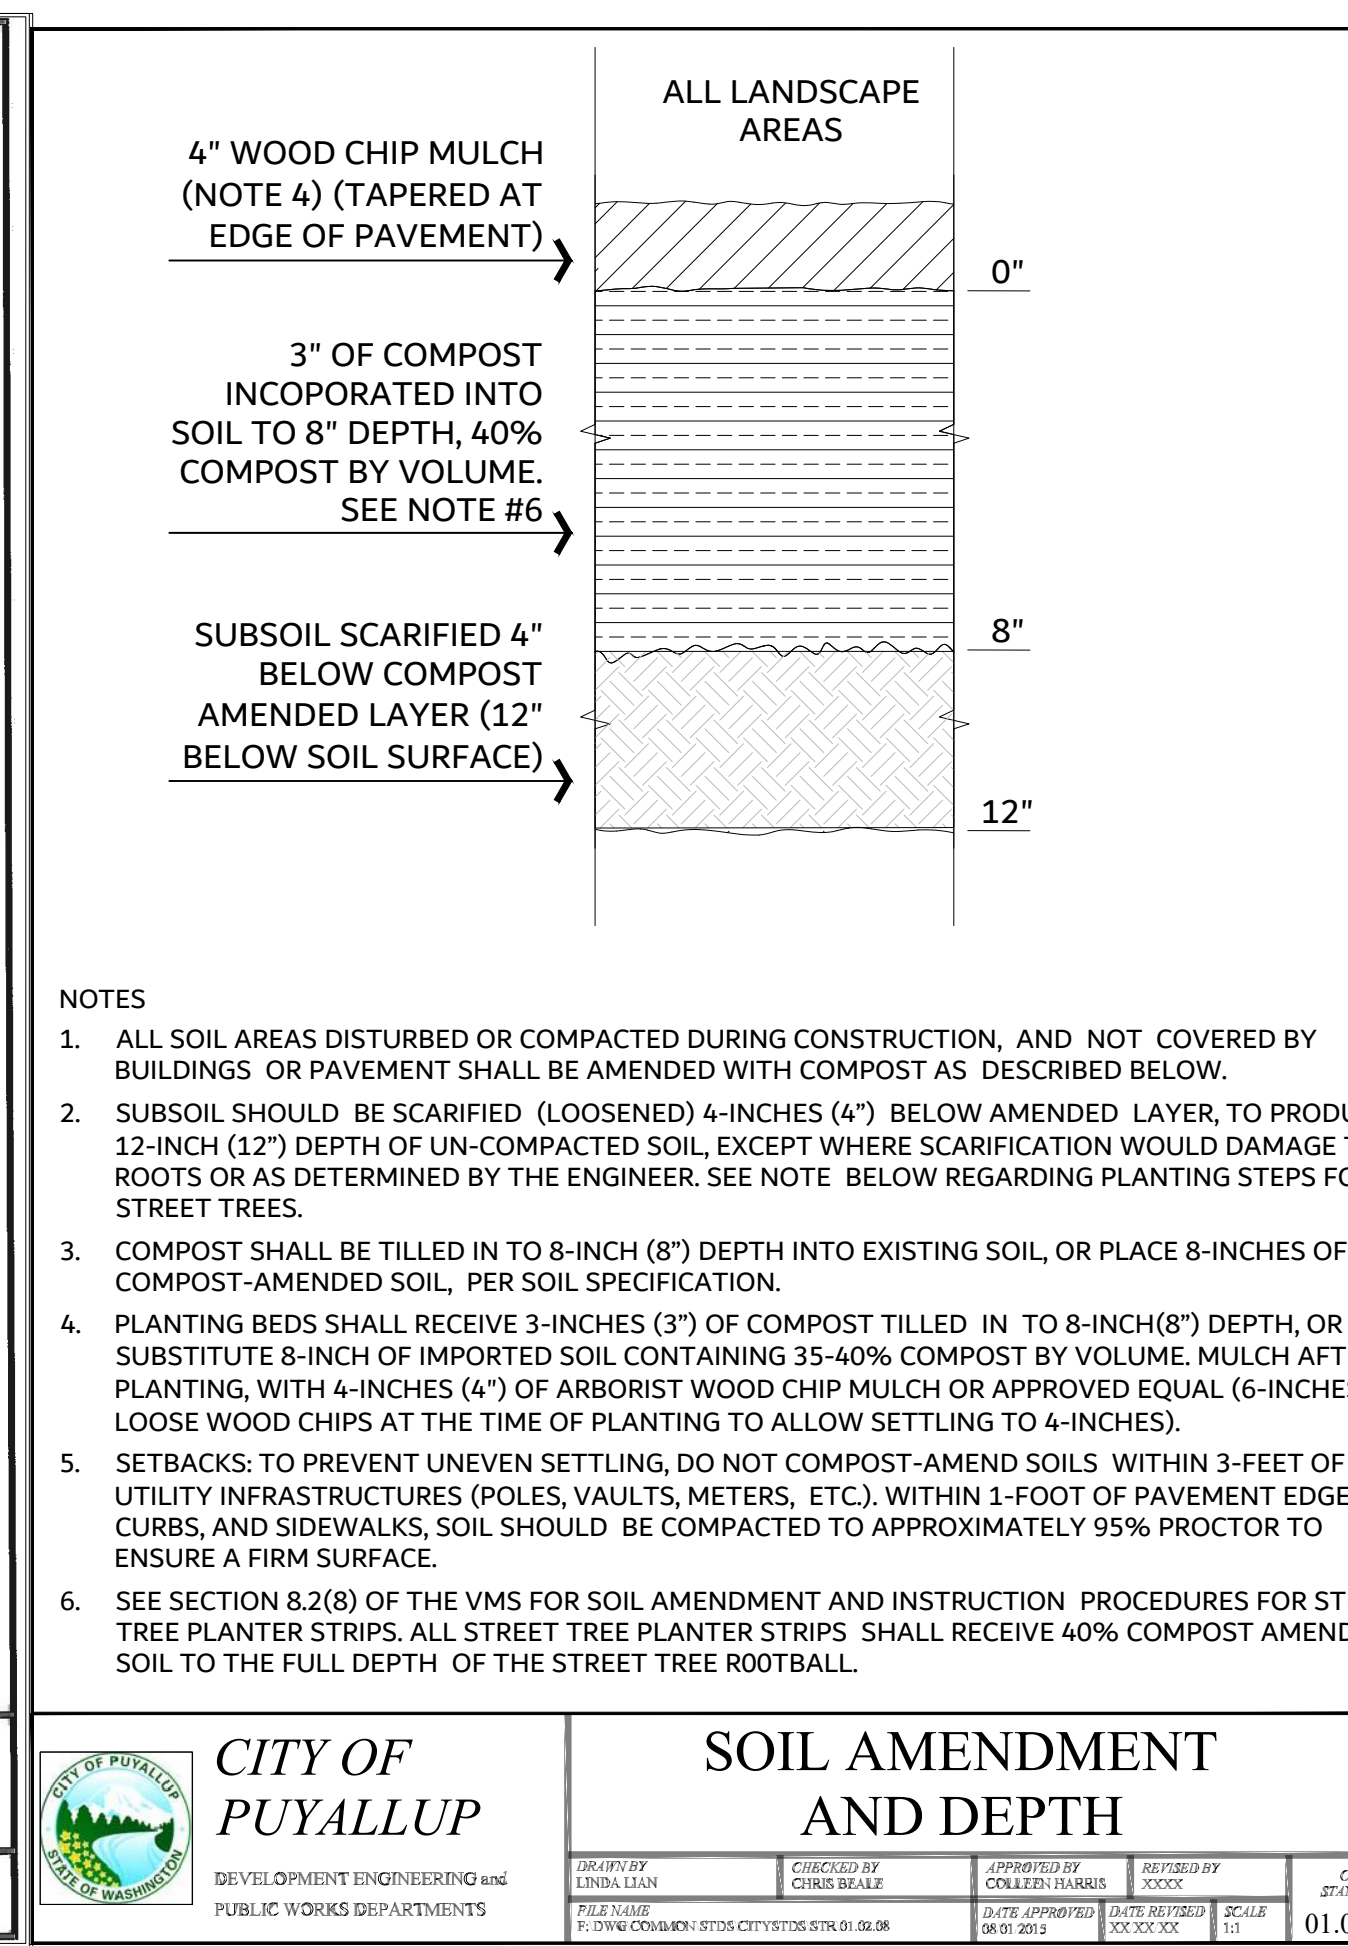 ALL LANDSCAPE
AREAS
4" WOOD CHIP MULCH
(NOTE 4) (TAPERED AT
EDGE OF PAVEMENT)
0"
3" OF COMPOST
INCOPORATED INTO
SOIL TO 8" DEPTH, 40%
COMPOST BY VOLUME.
SEE NOTE #6
8"
SUBSOIL SCARIFIED 4"
BELOW COMPOST
AMENDED LAYER (12"
BELOW SOIL SURFACE)
12"
NOTES
1. ALL SOIL AREAS DISTURBED OR COMPACTED DURING CONSTRUCTION, AND NOT COVERED BY
BUILDINGS OR PAVEMENT SHALL BE AMENDED WITH COMPOST AS DESCRIBED BELOW.
2. SUBSOIL SHOULD BE SCARIFIED (LOOSENED) 4-INCHES (4”) BELOW AMENDED LAYER, TO
12-INCH (12”) DEPTH OF UN-COMPACTED SOIL, EXCEPT WHERE SCARIFICATION WOULD DAMAGE
ROOTS OR AS DETERMINED BY THE ENGINEER. SEE NOTE BELOW REGARDING PLANTING STEPS
STREET TREES.
3. COMPOST SHALL BE TILLED IN TO 8-INCH (8”) DEPTH INTO EXISTING SOIL, OR PLACE 8-INCHES OF
COMPOST-AMENDED SOIL, PER SOIL SPECIFICATION.
4. PLANTING BEDS SHALL RECEIVE 3-INCHES (3”) OF COMPOST TILLED IN TO 8-INCH(8”) DEPTH, OR
SUBSTITUTE 8-INCH OF IMPORTED SOIL CONTAINING 35-40% COMPOST BY VOLUME. MULCH
PLANTING, WITH 4-INCHES (4") OF ARBORIST WOOD CHIP MULCH OR APPROVED EQUAL
LOOSE WOOD CHIPS AT THE TIME OF PLANTING TO ALLOW SETTLING TO 4-INCHES).
5. SETBACKS: TO PREVENT UNEVEN SETTLING, DO NOT COMPOST-AMEND SOILS WITHIN 3-FEET OF
UTILITY INFRASTRUCTURES (POLES, VAULTS, METERS, ETC.). WITHIN 1-FOOT OF PAVEMENT EDGE
CURBS, AND SIDEWALKS, SOIL SHOULD BE COMPACTED TO APPROXIMATELY 95% PROCTOR TO
ENSURE A FIRM SURFACE.
6. SEE SECTION 8.2(8) OF THE VMS FOR SOIL AMENDMENT AND INSTRUCTION PROCEDURES FOR
TREE PLANTER STRIPS. ALL STREET TREE PLANTER STRIPS SHALL RECEIVE 40% COMPOST
SOIL TO THE FULL DEPTH OF THE STREET TREE R00TBALL.
CITY OF PUYALLUP
STATE OF WASHINGTON
CITY OF
PUYALLUP
DEVELOPMENT ENGINEERING and
PUBLIC WORKS DEPARTMENTS
SOIL AMENDMENT
AND DEPTH
DRAWN BY
LINDA LIAN
CHECKED BY
CHRIS BEALE
APPROVED BY
COLLEEN HARRIS
REVISED BY
XXXX
FILE NAME
F: DWG COMMON STDS CITYSTDS STR 01.02.08
DATE APPROVED
08 01 2015
DATE REVISED
XX XX XX
SCALE
1:1